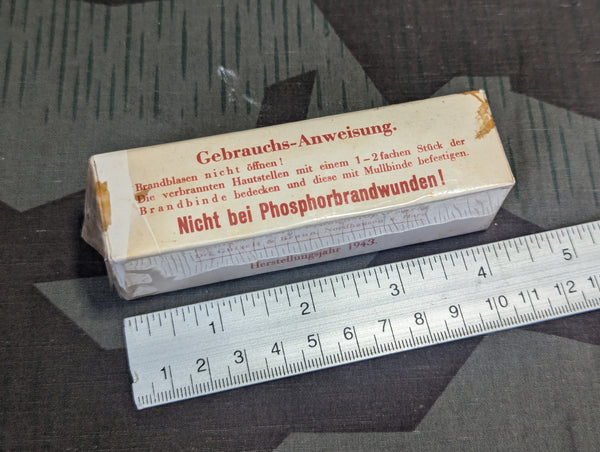 Gebrauchs-Anweisung.
Brandblasen nicht öffnen!
Die verbrannten Hautstellen mit einem 1-2fachen Stück der
Brandbinde bedecken und diese mit Mullbinde befestigen.
Nicht bei Phosphorbrandwunden!
Herstellungsjahr 1943.
1 2 3 4 5
1 2 3 4 5 6 7 8 9 10 11 12